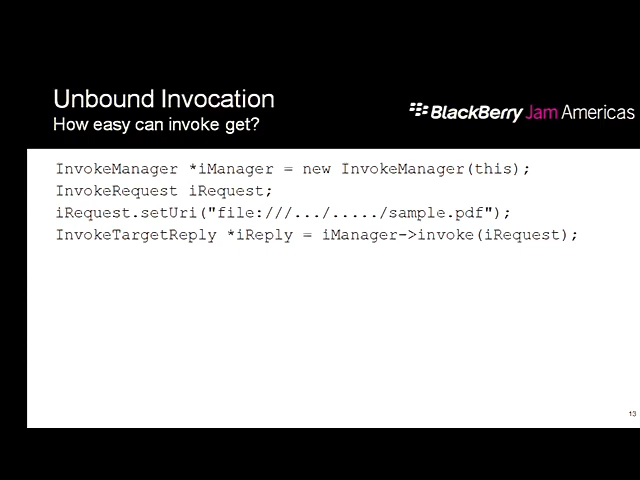 Unbound Invocation
How easy can invoke get?
BlackBerry Jam Americas
InvokeManager *iManager = new InvokeManager(this);
InvokeRequest iRequest;
iRequest.setUri("file:///.../...../sample.pdf");
InvokeTargetReply *iReply = iManager->invoke(iRequest);
13